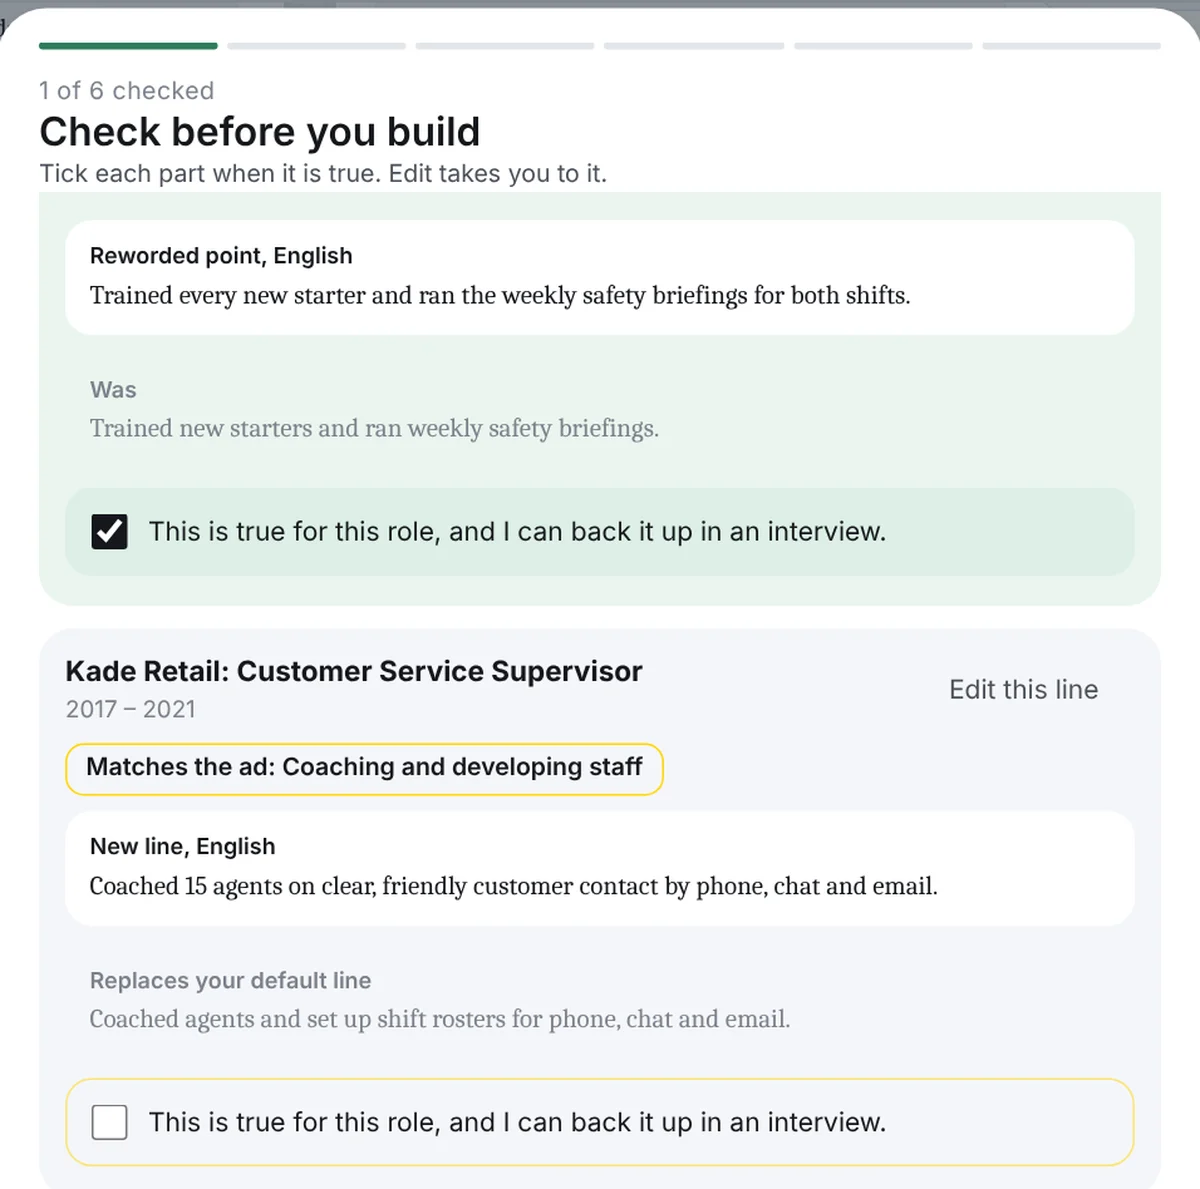 1 of 6 checked
Check before you build
Tick each part when it is true. Edit takes you to it.
Reworded point, English
Trained every new starter and ran the weekly safety briefings for both shifts.
Was
Trained new starters and ran weekly safety briefings.
This is true for this role, and I can back it up in an interview.
Kade Retail: Customer Service Supervisor
Edit this line
2017 – 2021
Matches the ad: Coaching and developing staff
New line, English
Coached 15 agents on clear, friendly customer contact by phone, chat and email.
Replaces your default line
Coached agents and set up shift rosters for phone, chat and email.
This is true for this role, and I can back it up in an interview.